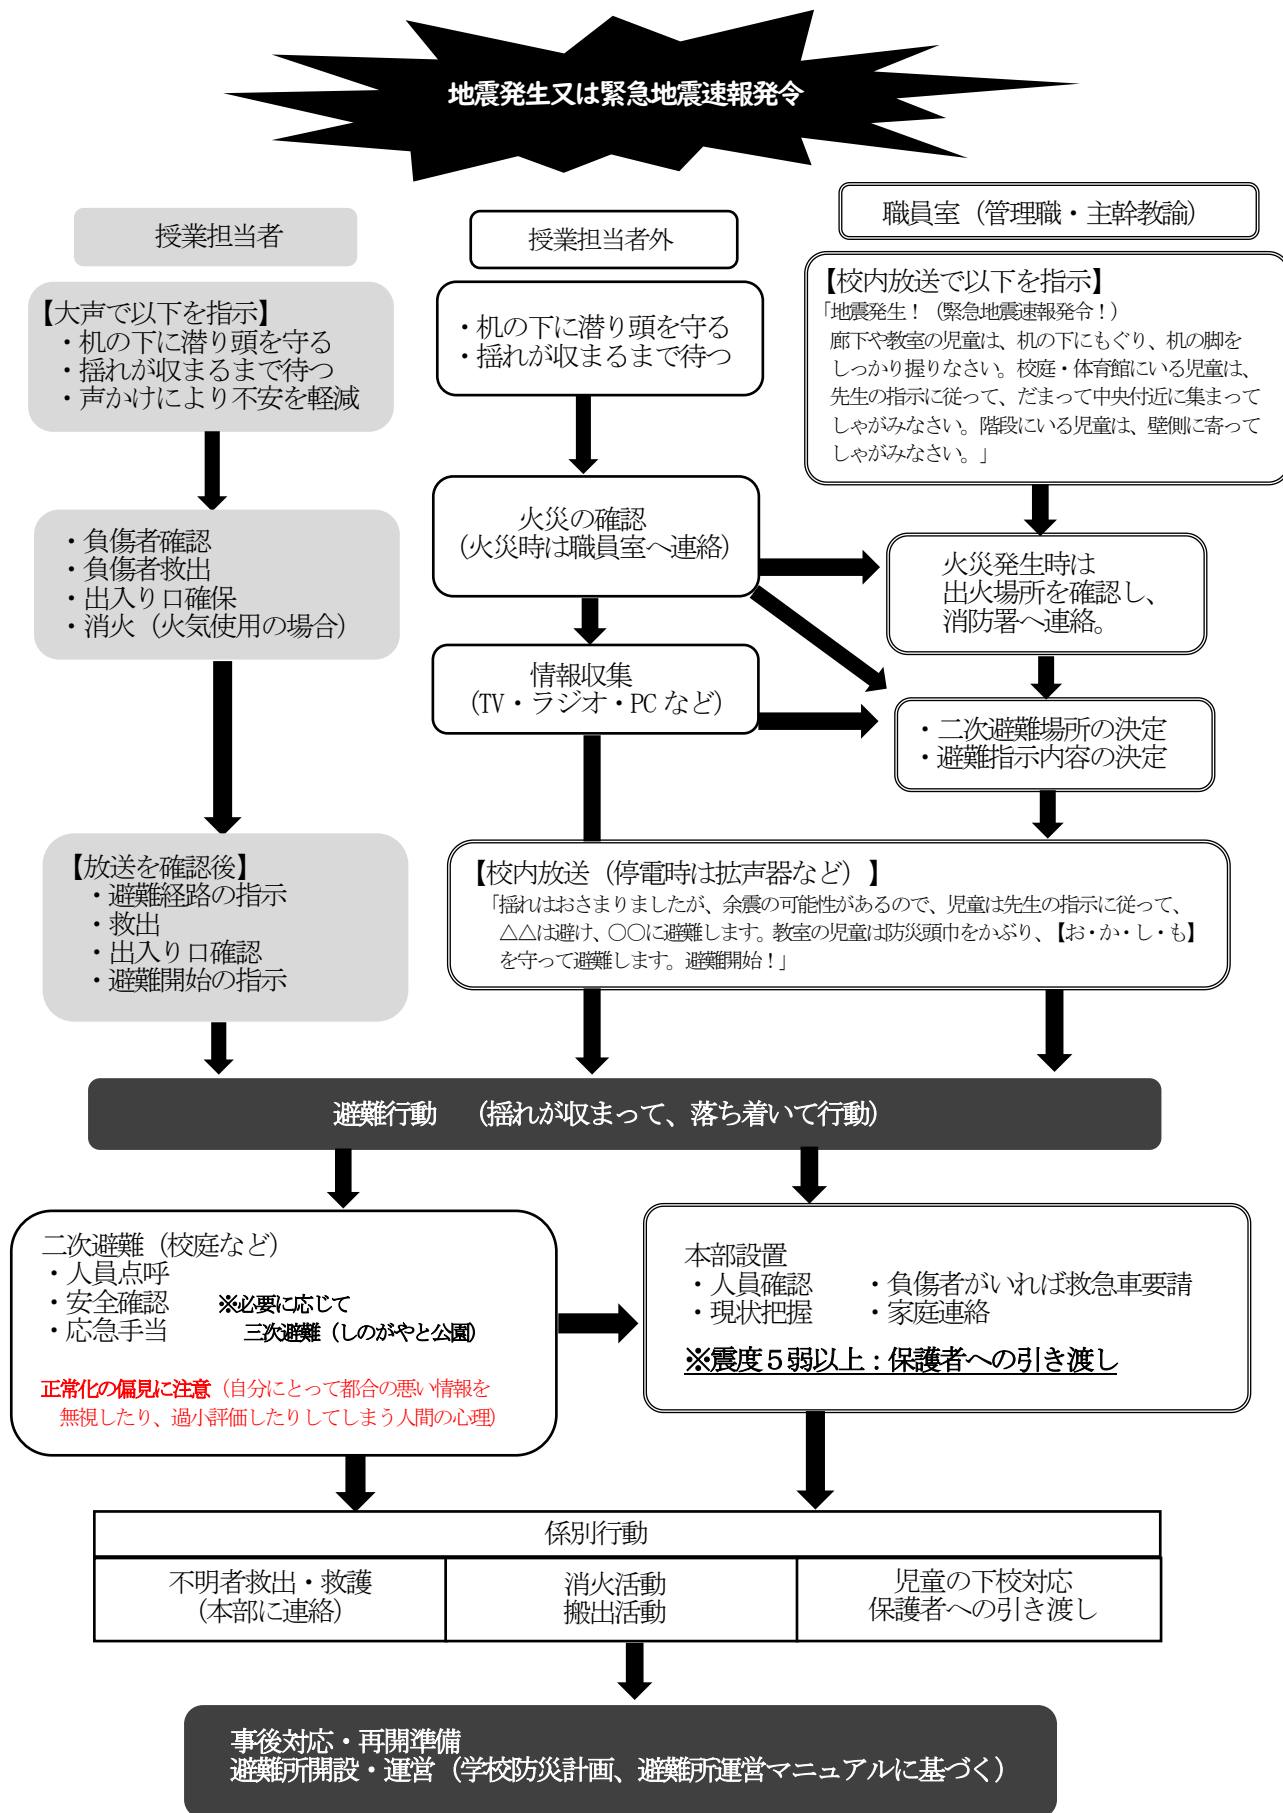 地震発生又は緊急地震速報発令
授業担当者
【大声で以下を指示】
・机の下に潜り頭を守る
・揺れが収まるまで待つ
・声かけにより不安を軽減
・負傷者確認
・負傷者救出
・出入り口確保
・消火（火気使用の場合）
【放送を確認後】
・避難経路の指示
・救出
・出入り口確認
・避難開始の指示
授業担当者外
・机の下に潜り頭を守る
・揺れが収まるまで待つ
火災の確認
（火災時は職員室へ連絡）
情報収集
（TV・ラジオ・PC など）
職員室（管理職・主幹教諭）
【校内放送で以下を指示】
「地震発生！（緊急地震速報発令！）
廊下や教室の児童は、机の下にもぐり、机の脚を
しっかり握りなさい。校庭・体育館にいる児童は、
先生の指示に従って、だまって中央付近に集まって
しゃがみなさい。階段にいる児童は、壁側に寄って
しゃがみなさい。」
火災発生時は
出火場所を確認し、
消防署へ連絡。
・二次避難場所の決定
・避難指示内容の決定
【校内放送（停電時は拡声器など）】
「揺れはおさまりましたが、余震の可能性があるので、児童は先生の指示に従って、
△△は避け、〇〇に避難します。教室の児童は防災頭巾をかぶり、【お・か・し・も】
を守って避難します。避難開始！」
避難行動　（揺れが収まって、落ち着いて行動）
二次避難（校庭など）
・人員点呼
・安全確認　※必要に応じて
・応急手当　三次避難（しのがやと公園）
正常化の偏見に注意（自分にとって都合の悪い情報を
無視したり、過小評価したりしてしまう人間の心理）
本部設置
・人員確認　・負傷者がいれば救急車要請
・現状把握　・家庭連絡
※震度５弱以上：保護者への引き渡し
係別行動
不明者救出・救護
（本部に連絡）
消火活動
搬出活動
児童の下校対応
保護者への引き渡し
事後対応・再開準備
避難所開設・運営（学校防災計画、避難所運営マニュアルに基づく）